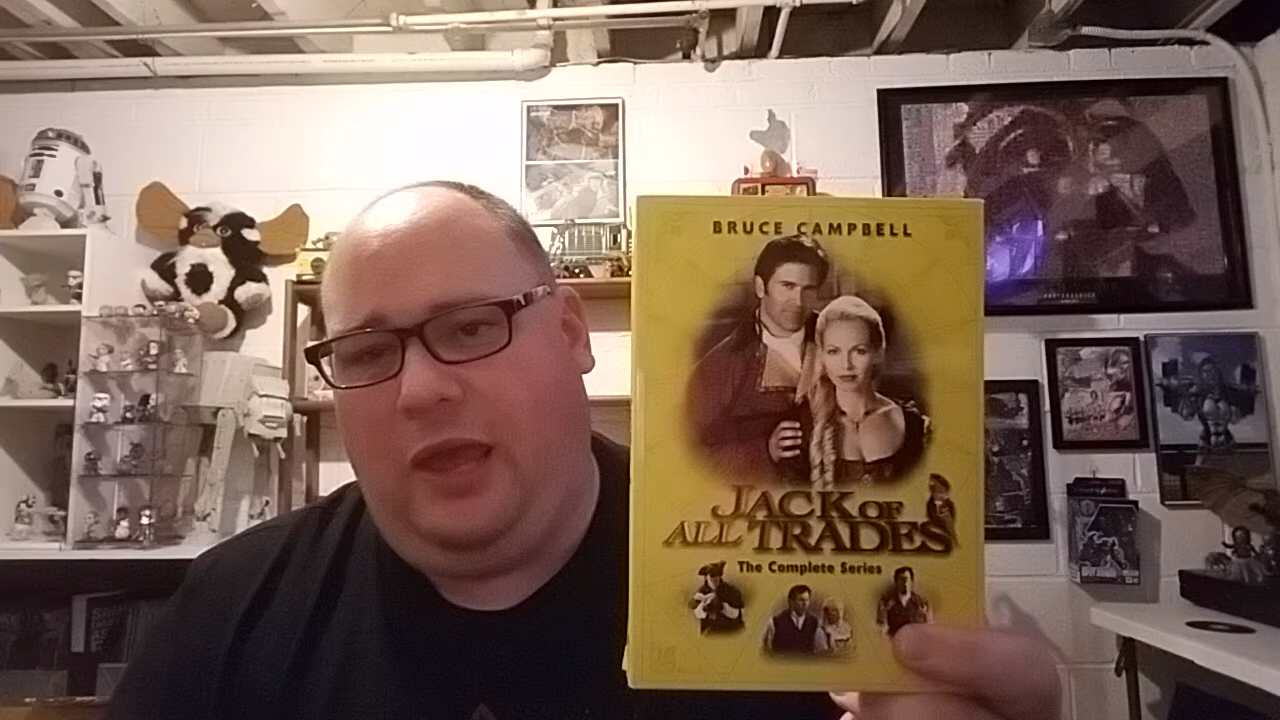 BRUCE CAMPBELL
JACK OF
ALL TRADES
The Complete Series